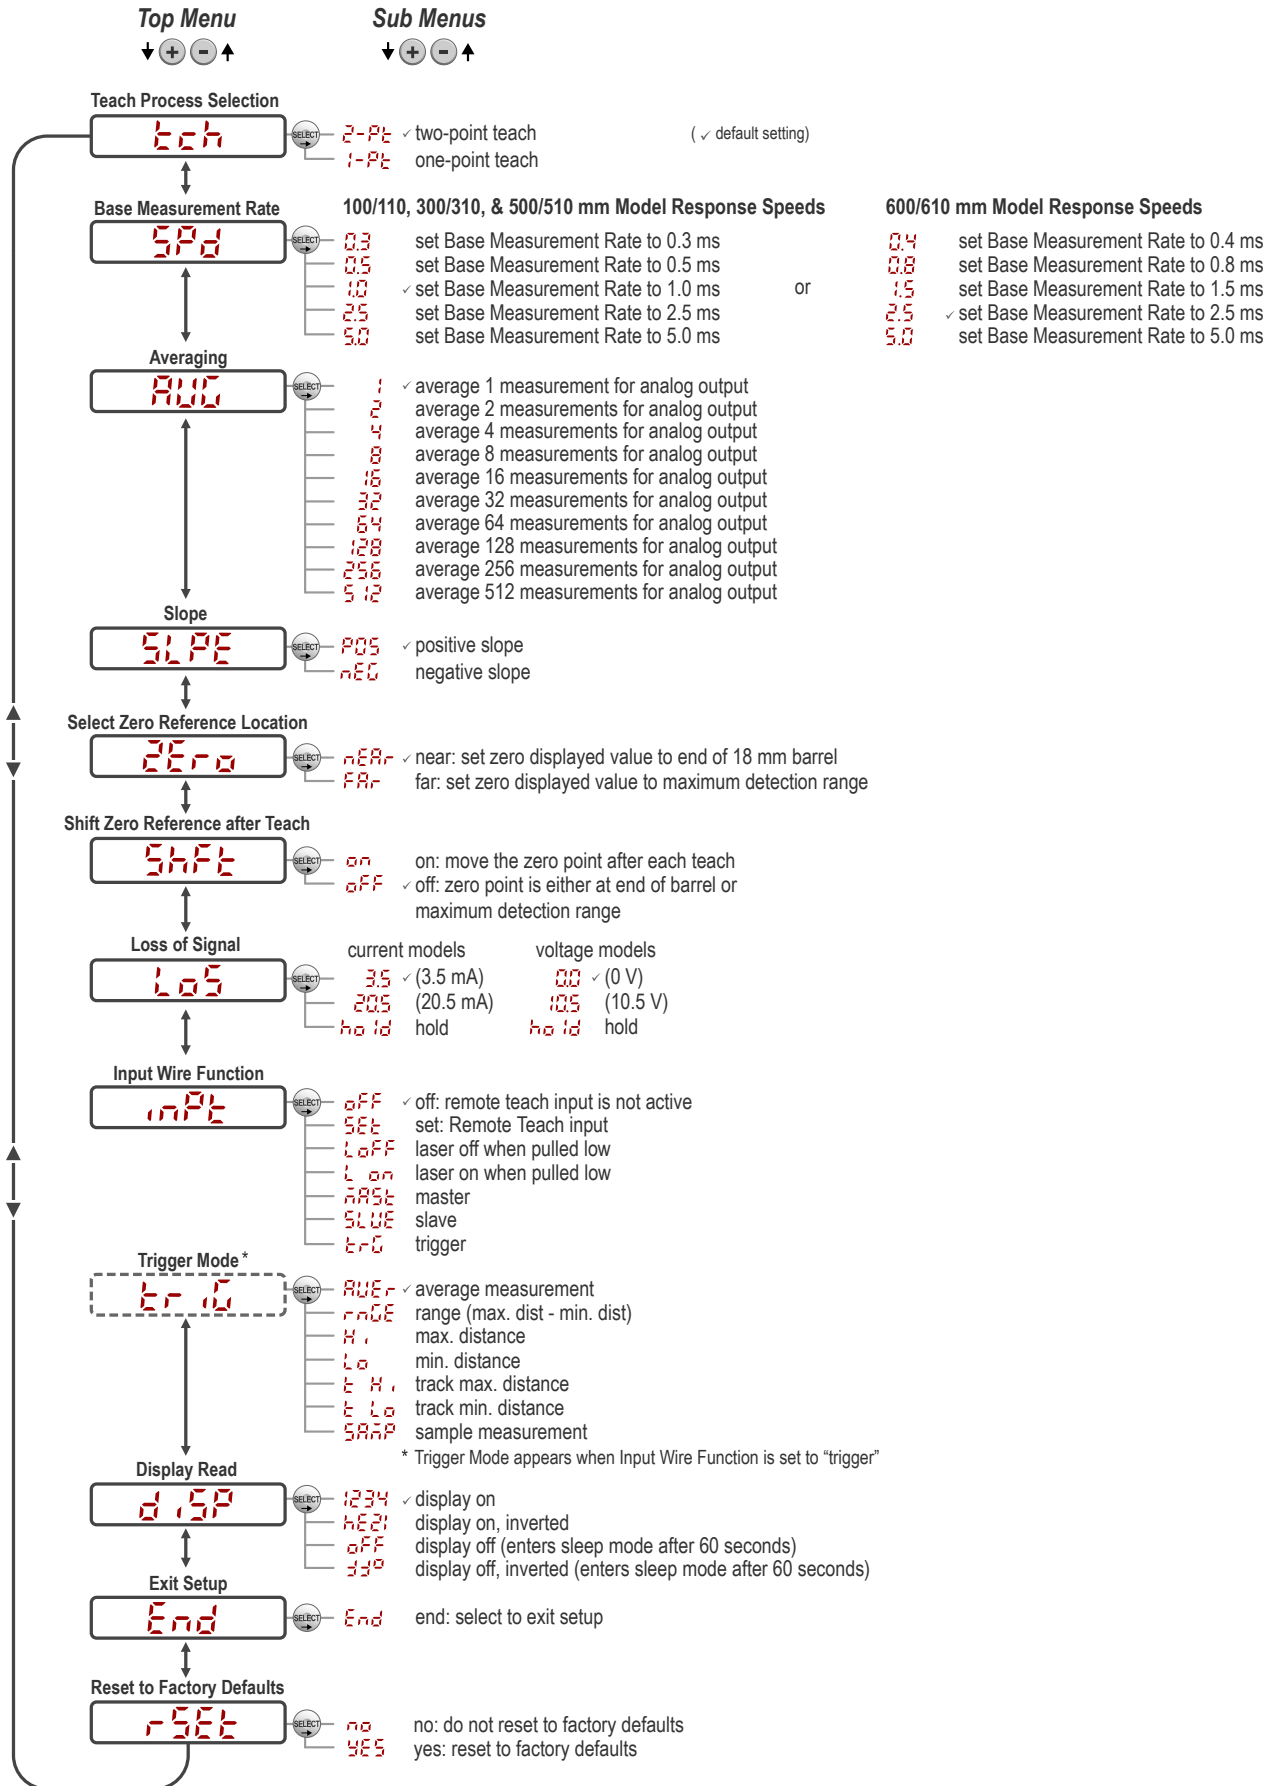 Top Menu Sub Menus
+ - + -
Teach Process Selection
tch SELECT 2-Pt ✓ two-point teach ( ✓ default setting)
1-Pt one-point teach
Base Measurement Rate 100/110, 300/310, & 500/510 mm Model Response Speeds 600/610 mm Model Response Speeds
SPd SELECT 0.3 set Base Measurement Rate to 0.3 ms 0.4 set Base Measurement Rate to 0.4 ms
0.5 set Base Measurement Rate to 0.5 ms 0.8 set Base Measurement Rate to 0.8 ms
1.0 ✓ set Base Measurement Rate to 1.0 ms or 1.5 set Base Measurement Rate to 1.5 ms
2.5 set Base Measurement Rate to 2.5 ms 2.5 ✓ set Base Measurement Rate to 2.5 ms
5.0 set Base Measurement Rate to 5.0 ms 5.0 set Base Measurement Rate to 5.0 ms
Averaging
AVG SELECT 1 ✓ average 1 measurement for analog output
2 average 2 measurements for analog output
4 average 4 measurements for analog output
8 average 8 measurements for analog output
16 average 16 measurements for analog output
32 average 32 measurements for analog output
64 average 64 measurements for analog output
128 average 128 measurements for analog output
256 average 256 measurements for analog output
512 average 512 measurements for analog output
Slope
SLPE SELECT POS ✓ positive slope
nEG negative slope
Select Zero Reference Location
ZEro SELECT nEAr ✓ near: set zero displayed value to end of 18 mm barrel
FAr far: set zero displayed value to maximum detection range
Shift Zero Reference after Teach
ShFt SELECT on on: move the zero point after each teach
oFF ✓ off: zero point is either at end of barrel or
maximum detection range
Loss of Signal current models voltage models
LoS SELECT 3.5 ✓ (3.5 mA) 0.0 ✓ (0 V)
20.5 (20.5 mA) 10.5 (10.5 V)
hold hold hold hold
Input Wire Function
inPt SELECT oFF ✓ off: remote teach input is not active
SEt set: Remote Teach input
LoFF laser off when pulled low
L on laser on when pulled low
mASt master
SLVE slave
trG trigger
Trigger Mode *
triG SELECT AVEr ✓ average measurement
rnGE range (max. dist - min. dist)
Hi max. distance
Lo min. distance
t Hi track max. distance
t Lo track min. distance
SAmP sample measurement
* Trigger Mode appears when Input Wire Function is set to “trigger”
Display Read
diSP SELECT 1234 ✓ display on
hEZ1 display on, inverted
oFF display off (enters sleep mode after 60 seconds)
display off, inverted (enters sleep mode after 60 seconds)
Exit Setup
End SELECT End end: select to exit setup
Reset to Factory Defaults
rSEt SELECT no no: do not reset to factory defaults
YES yes: reset to factory defaults